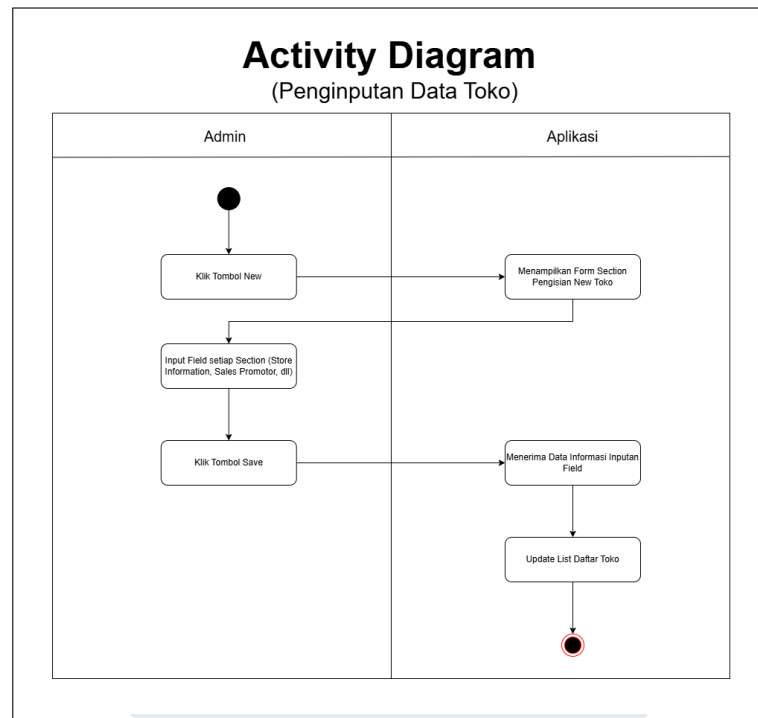 Activity Diagram
(Penginputan Data Toko)
Admin
Aplikasi
Klik Tombol New
Menampilkan Form Section
Pengisian New Toko
Input Field setiap Section (Store
Information, Sales Promotor, dll)
Klik Tombol Save
Menerima Data Informasi Inputan
Field
Update List Daftar Toko